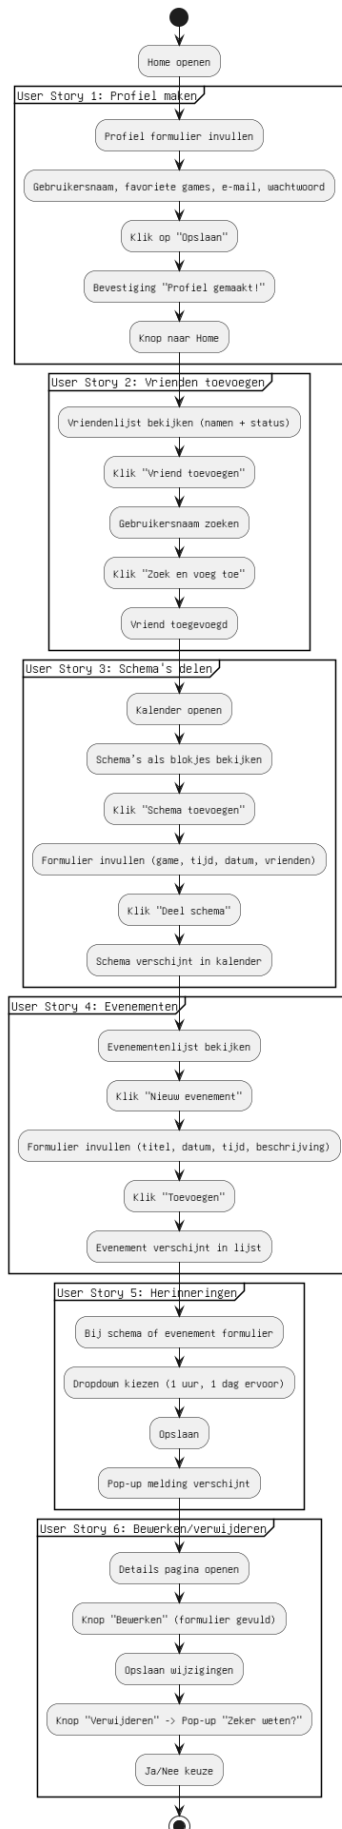 Home openen
User Story 1: Profiel maken
Profiel formulier invullen
Gebruikersnaam, favoriete games, e-mail, wachtwoord
Klik op "Opslaan"
Bevestiging "Profiel gemaakt!"
Knop naar Home
User Story 2: Vrienden toevoegen
Vriendenlijst bekijken (namen + status)
Klik "Vriend toevoegen"
Gebruikersnaam zoeken
Klik "Zoek en voeg toe"
Vriend toegevoegd
User Story 3: Schema's delen
Kalender openen
Schema's als blokjes bekijken
Klik "Schema toevoegen"
Formulier invullen (game, tijd, datum, vrienden)
Klik "Deel schema"
Schema verschijnt in kalender
User Story 4: Evenementen
Evenementenlijst bekijken
Klik "Nieuw evenement"
Formulier invullen (titel, datum, tijd, beschrijving)
Klik "Toevoegen"
Evenement verschijnt in lijst
User Story 5: Herinneringen
Bij schema of evenement formulier
Dropdown kiezen (1 uur, 1 dag ervoor)
Opslaan
Pop-up melding verschijnt
User Story 6: Bewerken/verwijderen
Details pagina openen
Knop "Bewerken" (formulier gevuld)
Opslaan wijzigingen
Knop "Verwijderen" -> Pop-up "Zeker weten?"
Ja/Nee keuze